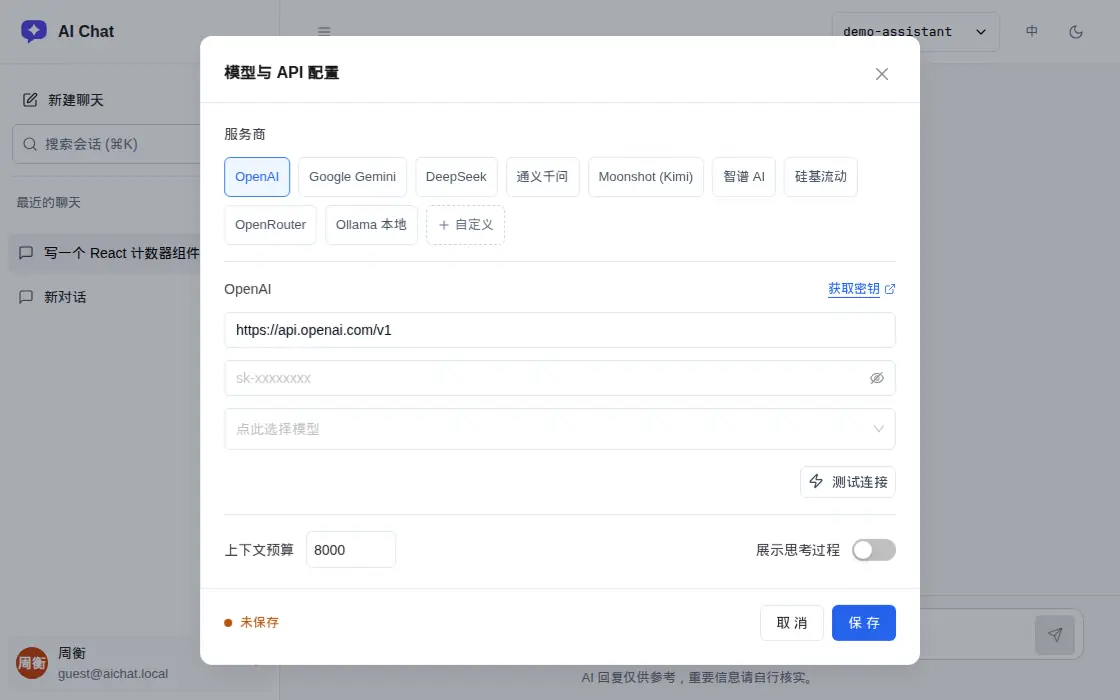 AI Chat
demo-assistant
中
新建聊天
搜索会话 (⌘K)
最近的聊天
写一个 React 计数器组件
新对话
周衡
周衡
guest@aichat.local
模型与 API 配置
服务商
OpenAI
Google Gemini
DeepSeek
通义千问
Moonshot (Kimi)
智谱 AI
硅基流动
OpenRouter
Ollama 本地
自定义
OpenAI
获取密钥
https://api.openai.com/v1
sk-xxxxxxxx
点此选择模型
测试连接
上下文预算
8000
展示思考过程
未保存
取 消
保 存
AI 回复仅供参考，重要信息请自行核实。